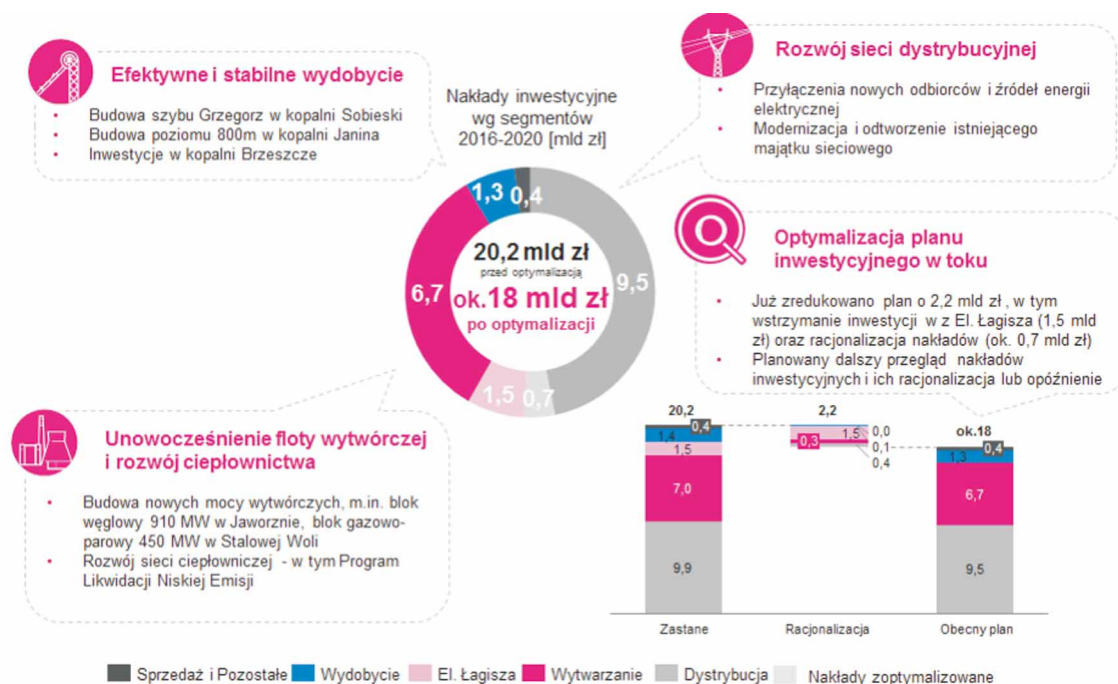 Efektywne i stabilne wydobycie
• Budowa szybu Grzegorz w kopalni Sobieski
• Budowa poziomu 800m w kopalni Janina
• Inwestycje w kopalni Brzeszcze
Nakłady inwestycyjne
wg segmentów
2016-2020 [mld zł]
1,3
0,4
6,7
9,5
1,5
0,7
20,2 mld zł
przed optymalizacją
ok.18 mld zł
po optymalizacji
Rozwój sieci dystrybucyjnej
• Przyłączenia nowych odbiorców i źródeł energii
elektrycznej
• Modernizacja i odtworzenie istniejącego
majątku sieciowego
Optymalizacja planu
inwestycyjnego w toku
• Już zredukowano plan o 2,2 mld zł , w tym
wstrzymanie inwestycji w z El. Łagisza (1,5 mld
zł) oraz racjonalizacja nakładów (ok. 0,7 mld zł)
• Planowany dalszy przegląd nakładów
inwestycyjnych i ich racjonalizacja lub opóźnienie
Unowocześnienie floty wytwórczej
i rozwój ciepłownictwa
• Budowa nowych mocy wytwórczych, m.in. blok
węglowy 910 MW w Jaworznie, blok gazowo-
parowy 450 MW w Stalowej Woli
• Rozwój sieci ciepłowniczej - w tym Program
Likwidacji Niskiej Emisji
20,2
0,4
1,4
1,5
7,0
9,9
Zastane
2,2
1,5
0,0
0,3
0,1
0,4
Racjonalizacja
ok.18
0,4
1,3
6,7
9,5
Obecny plan
Sprzedaż i Pozostałe
Wydobycie
El. Łagisza
Wytwarzanie
Dystrybucja
Nakłady zoptymalizowane